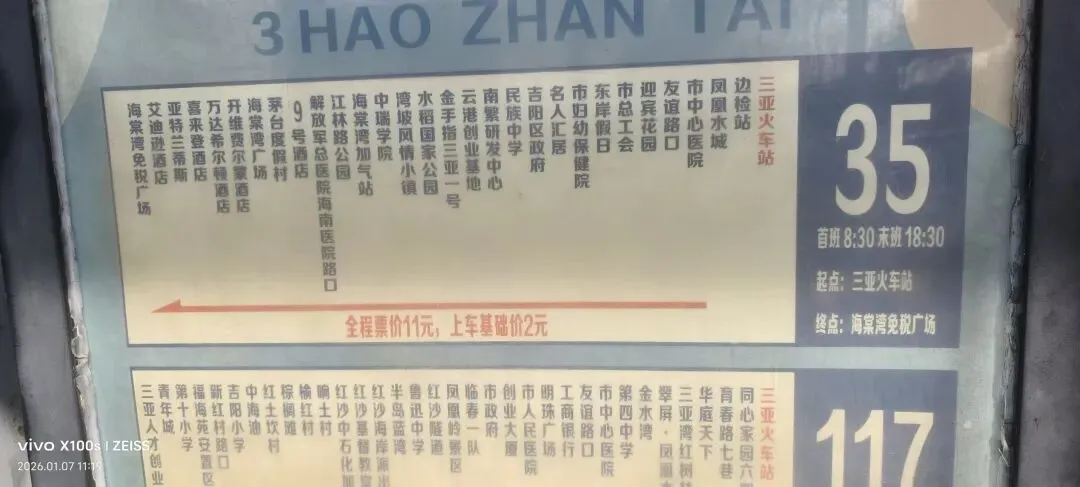 3 HAO ZHAN TAI
35
首班 8:30 末班 18:30
起点：三亚火车站
终点：海棠湾免税广场
三亚火车站
边检站
凤凰水城
市中心医院
友谊路口
迎宾花园
市总工会
东岸假日
市妇幼保健院
名人汇居
吉阳区政府
民族中学
南繁研发中心
云港创业基地
金手指三亚一号
水稻国家公园
湾坡风情小镇
中瑞学院
海棠湾加气站
江林路公园
解放军总医院海南医院路口
9号酒店
茅台度假村
海棠湾广场
开维费尔蒙酒店
万达希尔顿酒店
喜来登酒店
亚特兰蒂斯
艾迪逊酒店
海棠湾免税广场
全程票价11元，上车基础价2元
117
三亚火车站
同心家园六
育春路七巷
华庭天下
三亚湾红树
翠屏·凤凰
金水湾
第四中学
市中心医院
友谊路口
工商银行
明珠广场
市人民医院
创业大厦
市政府
临春一队
凤凰岭景区
红沙隧道
鲁迅中学
半岛蓝湾
红沙海岸派出
红沙基督教堂
红沙中石化加
响土村
榆红村
棕榈滩
红土坎村
中海油
吉阳小学
新红村路口
福海苑安置区
第十小学
青年城
三亚人才创业
vivo X100s | ZEISS
2026.01.07 11:15